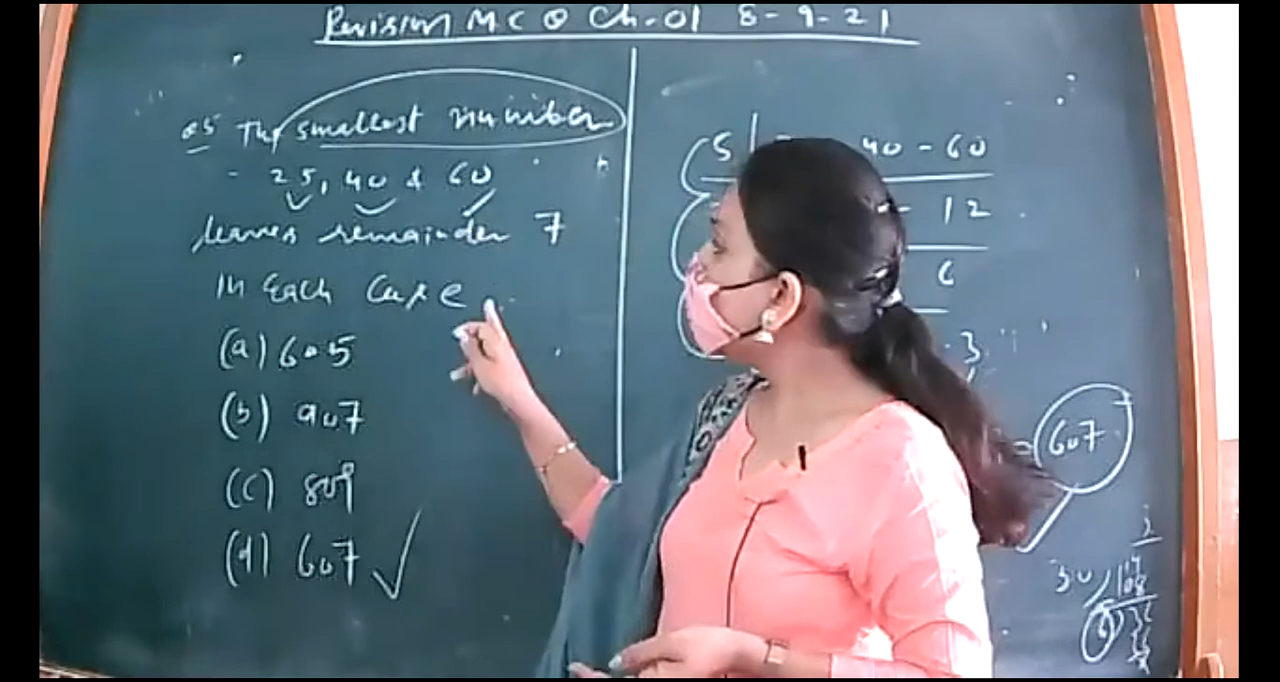 Revision MCQ Ch-01 8-9-21
Q5 The smallest number
- 25, 40 & 60
leaves remainder 7
in Each Case
(a) 605
(b) 907
(c) 809
(d) 607 ✓
5 40 - 60
- 12
6
3
= 607